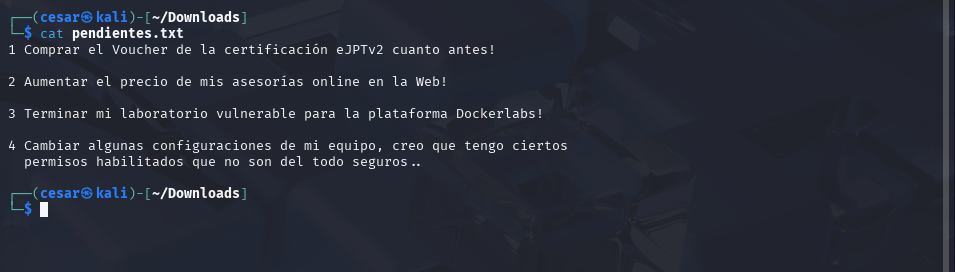 ┌──(cesar㉿kali)-[~/Downloads]
└─$ cat pendientes.txt
1 Comprar el Voucher de la certificación eJPTv2 cuanto antes!
2 Aumentar el precio de mis asesorías online en la Web!
3 Terminar mi laboratorio vulnerable para la plataforma Dockerlabs!
4 Cambiar algunas configuraciones de mi equipo, creo que tengo ciertos
permisos habilitados que no son del todo seguros..
┌──(cesar㉿kali)-[~/Downloads]
└─$